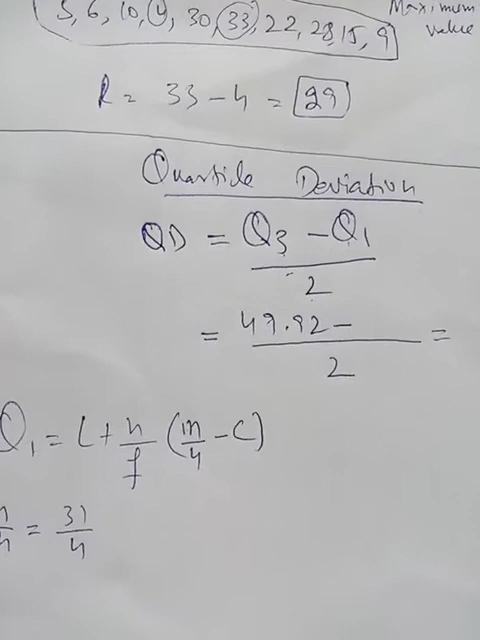 5, 6, 10, 4, 30, 33, 22, 28, 15, 9
Maximum
value
R = 33 - 4 = 29
Quartile Deviation
QD = Q3 - Q1
2
= 49.92 -
2
=
Q1 = L + h/f (n/4 - C)
n/4 = 31/4